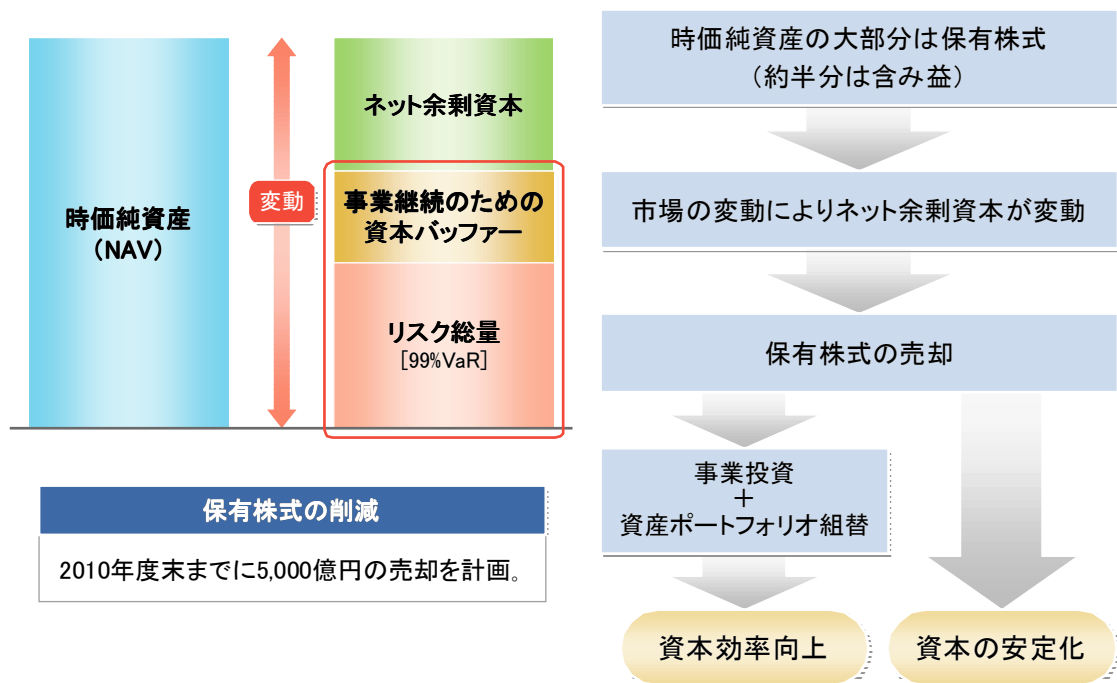 時価純資産
（NAV）
変動
ネット余剰資本
事業継続のための
資本バッファー
リスク総量
[99%VaR]
保有株式の削減
2010年度末までに5,000億円の売却を計画。
時価純資産の大部分は保有株式
（約半分は含み益）
市場の変動によりネット余剰資本が変動
保有株式の売却
事業投資
＋
資産ポートフォリオ組替
資本効率向上
資本の安定化